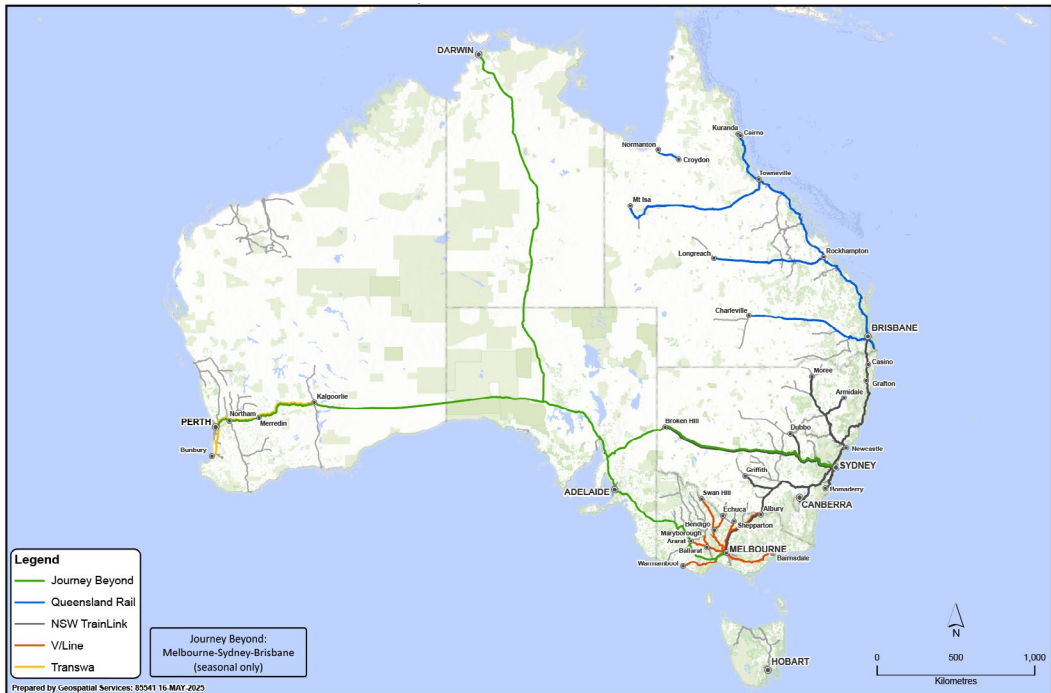 DARWIN
Kuranda
Cairns
Normanton
Croydon
Townsville
Mt Isa
Longreach
Rockhampton
Charleville
BRISBANE
Casino
Grafton
Moree
Armidale
Kalgoorlie
Northam
PERTH
Merredin
Bunbury
Broken Hill
Dubbo
Newcastle
SYDNEY
Griffith
Bomaderry
CANBERRA
ADELAIDE
Swan Hill
Echuca
Albury
Bendigo
Shepparton
Maryborough
Ararat
Ballarat
MELBOURNE
Bairnsdale
Warrnambool
HOBART
Legend
Journey Beyond
Queensland Rail
NSW TrainLink
V/Line
Transwa
Journey Beyond:
Melbourne-Sydney-Brisbane
(seasonal only)
N
0 500 1,000
Kilometres
Prepared by Geospatial Services: 85541 16-MAY-2025